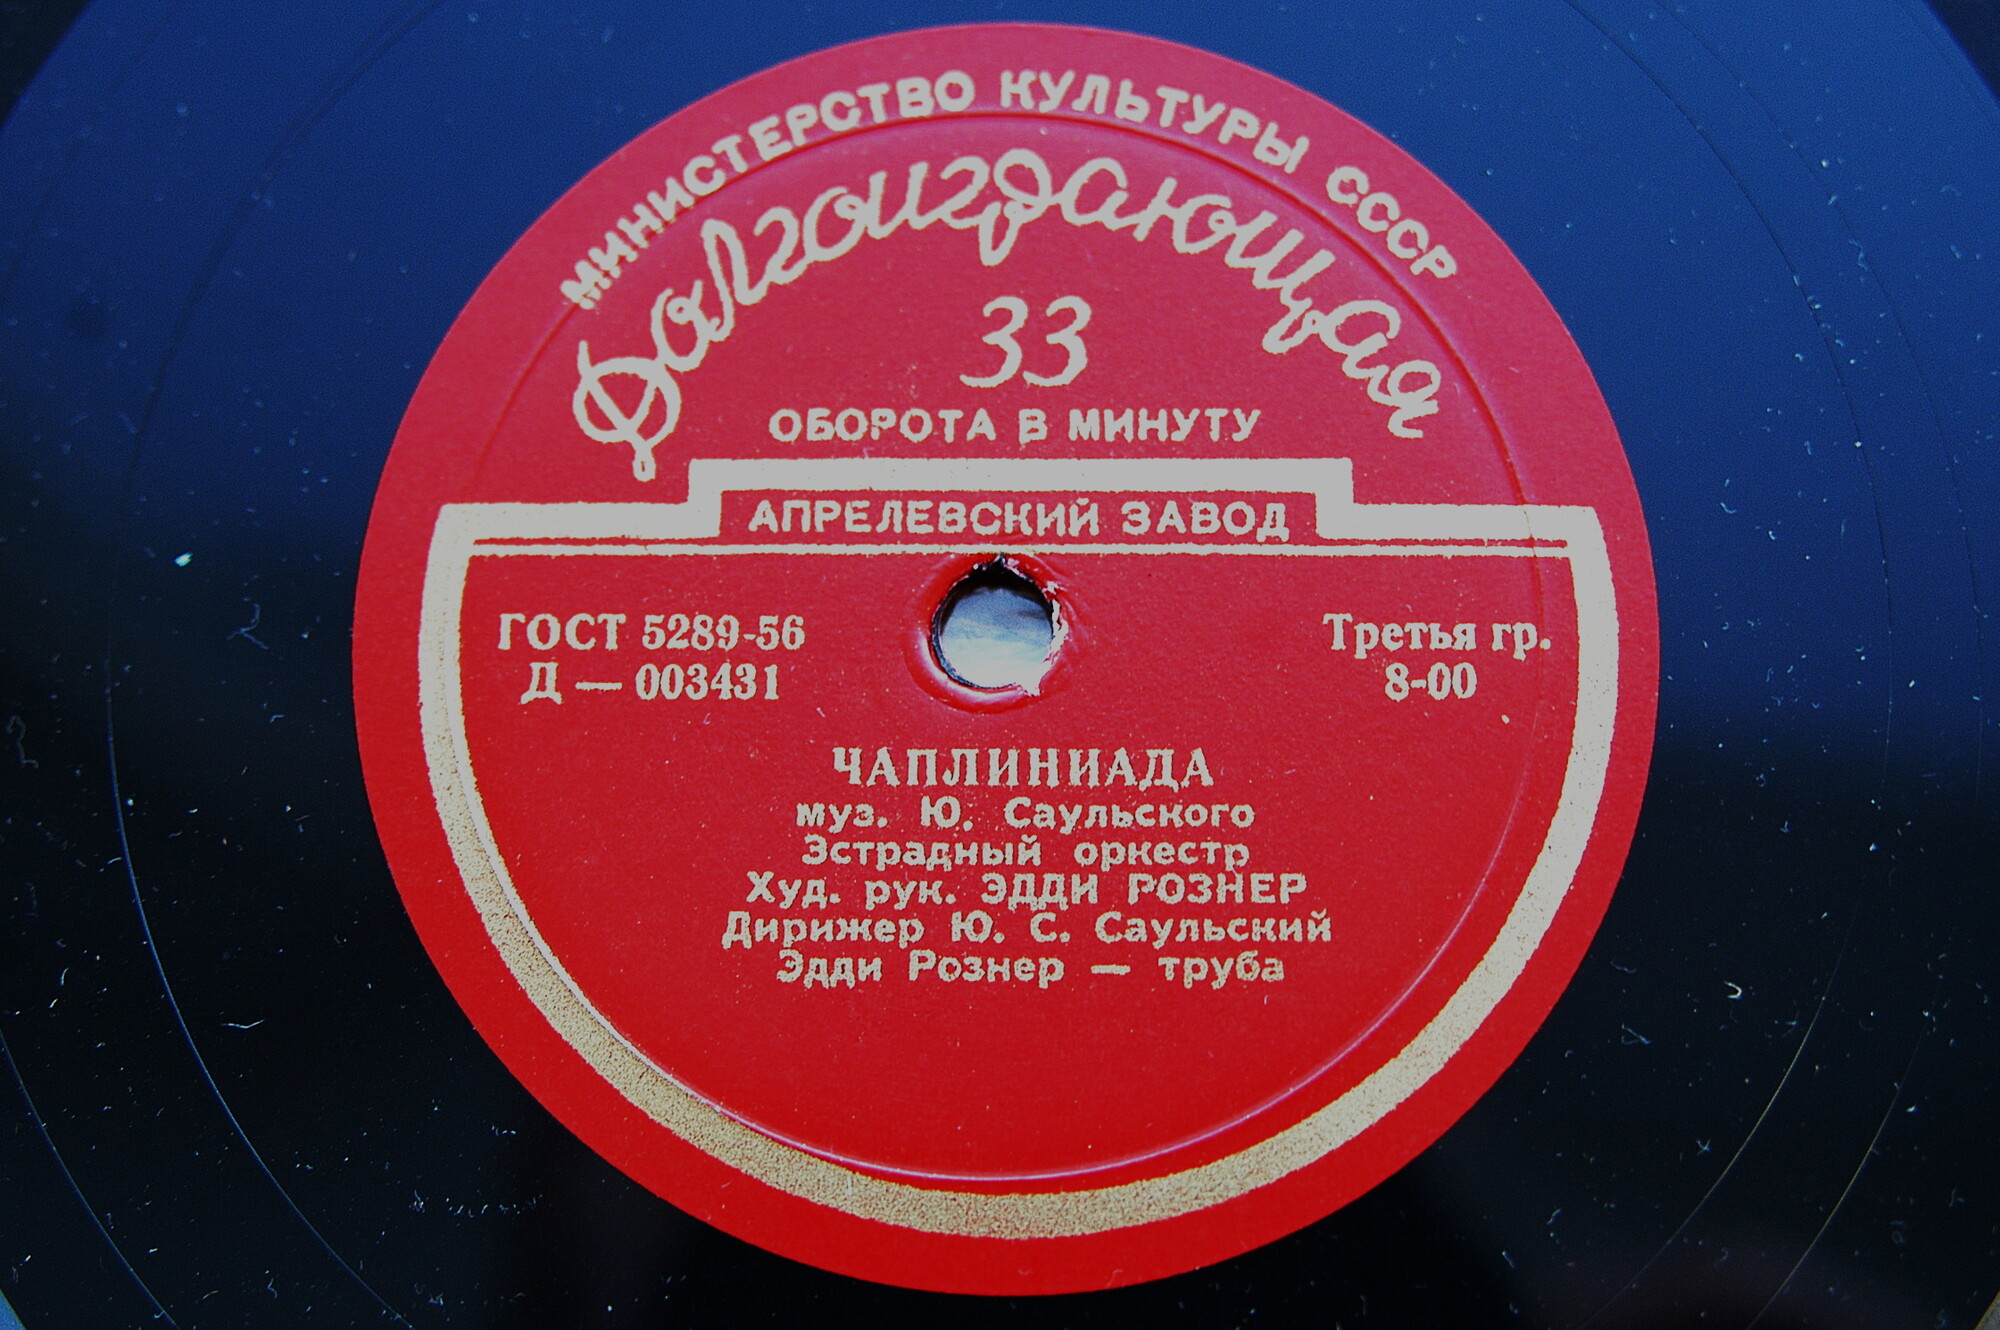 МИНИСТЕРСТВО КУЛЬТУРЫ СССР
Долгоиграющая
33
ОБОРОТА В МИНУТУ
АПРЕЛЕВСКИЙ ЗАВОД
ГОСТ 5289-56
Д — 003431
Третья гр.
8-00
ЧАПЛИНИАДА
муз. Ю. Саульского
Эстрадный оркестр
Худ. рук. ЭДДИ РОЗНЕР
Дирижер Ю. С. Саульский
Эдди Рознер — труба